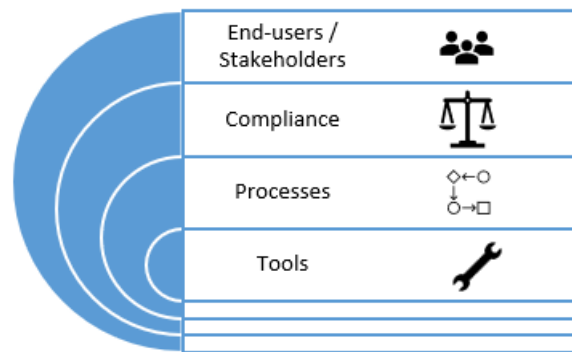 End-users /
Stakeholders
Compliance
Processes
Tools